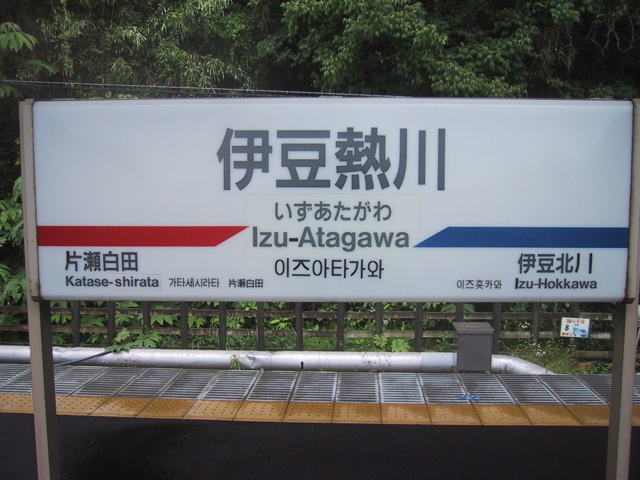 伊豆熱川
いずあたがわ
Izu-Atagawa
이즈아타가와
片瀬白田
Katase-shirata 가타세시라타 片瀬白田
伊豆北川
이즈홋카와 Izu-Hokkawa
8